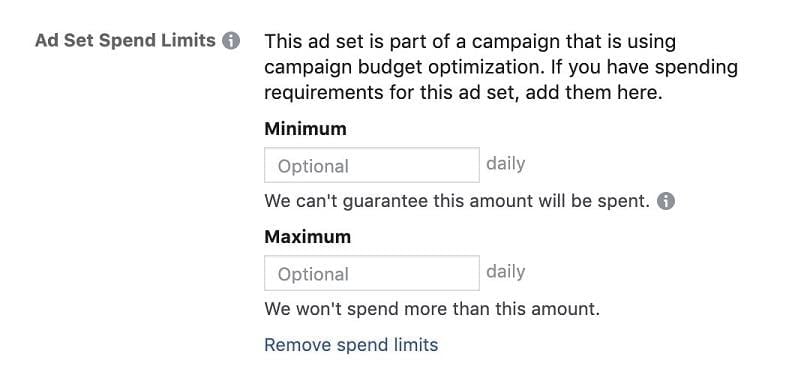 Ad Set Spend Limits
This ad set is part of a campaign that is using
campaign budget optimization. If you have spending
requirements for this ad set, add them here.
Minimum
Optional daily
We can't guarantee this amount will be spent.
Maximum
Optional daily
We won't spend more than this amount.
Remove spend limits